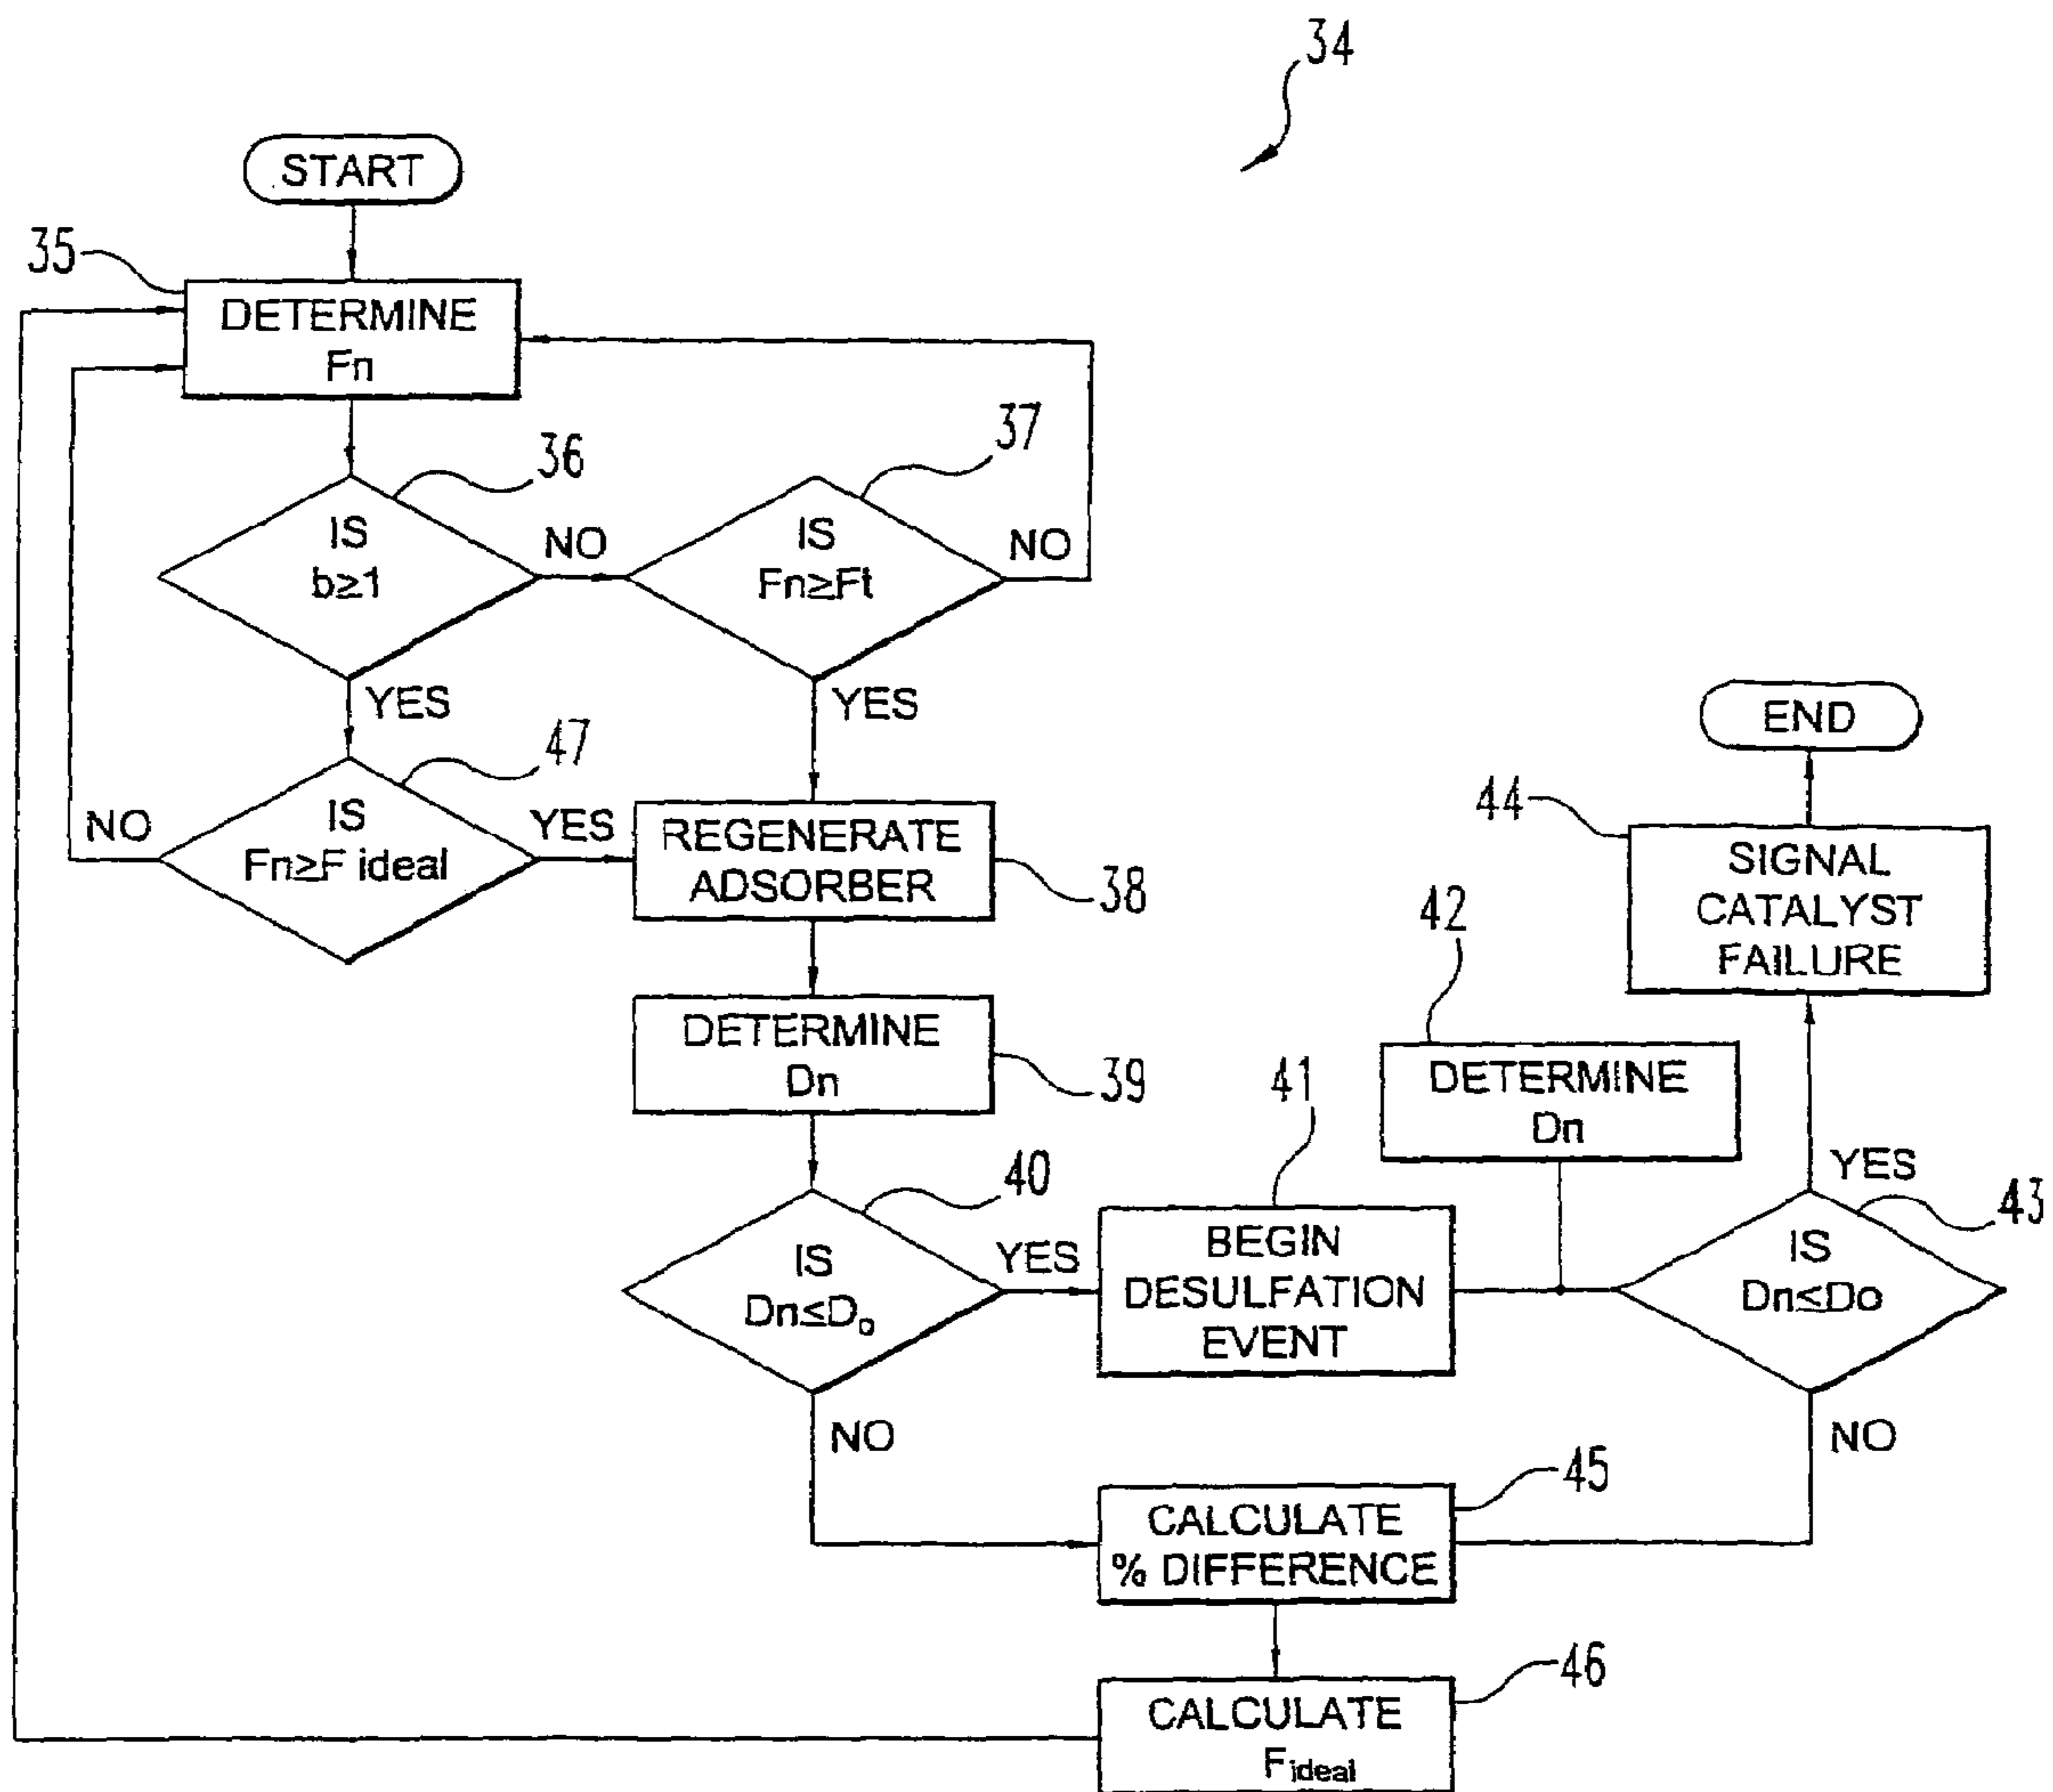 34
START
35
DETERMINE
Fn
36
IS
b≥1
NO
37
IS
Fn≥Ft
NO
YES
YES
47
IS
Fn≥F ideal
NO
YES
REGENERATE
ADSORBER
38
DETERMINE
Dn
39
40
IS
Dn≤Do
YES
41
BEGIN
DESULFATION
EVENT
42
DETERMINE
Dn
43
IS
Dn≤Do
YES
44
SIGNAL
CATALYST
FAILURE
END
NO
NO
45
CALCULATE
% DIFFERENCE
46
CALCULATE
Fideal